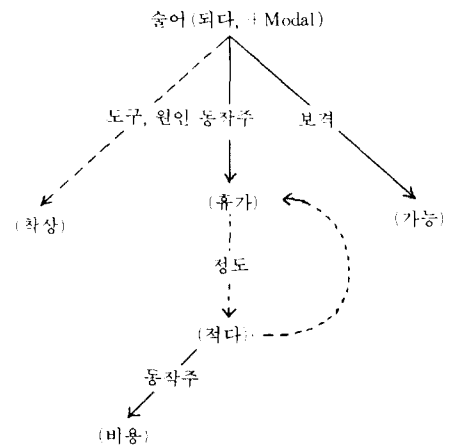 술어(되다, + Modal)
도구, 원인 동작주 보격
(착상) (휴가) (가능)
정도
(적다)
동작주
(비용)